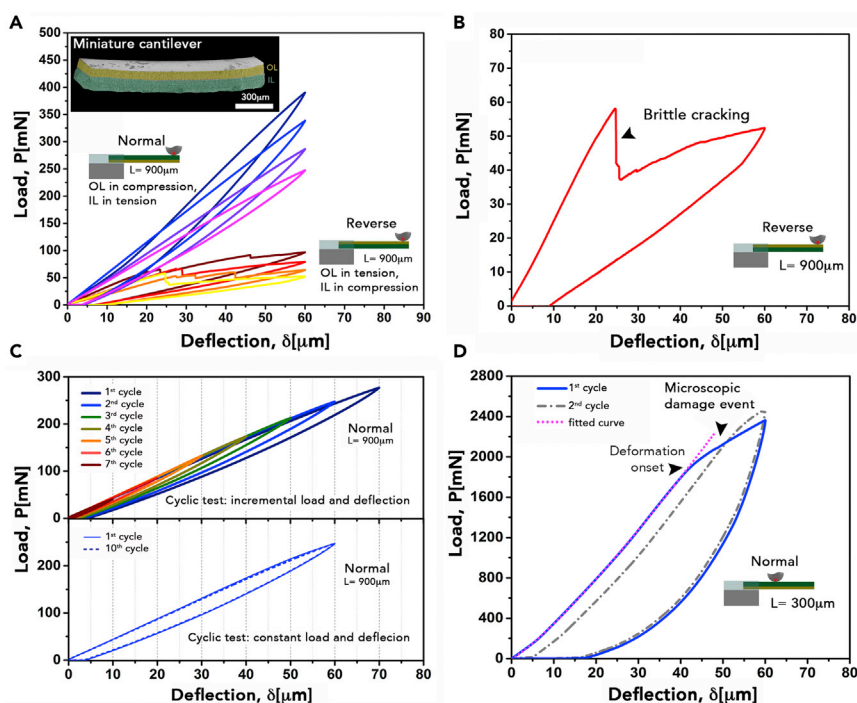 A
Miniature cantilever
OL
IL
300μm
Normal
L= 900μm
OL in compression,
IL in tension
Reverse
L= 900μm
OL in tension,
IL in compression
Load, P[mN]
500
450
400
350
300
250
200
150
100
50
0
0 10 20 30 40 50 60 70 80 90
Deflection, δ[μm]
B
Brittle cracking
Reverse
L= 900μm
Load, P[mN]
70
60
50
40
30
20
10
0
0 10 20 30 40 50 60 70 80
Deflection, δ[μm]
C
1st cycle
2nd cycle
3rd cycle
4th cycle
5th cycle
6th cycle
7th cycle
Normal
L= 900μm
Cyclic test: incremental load and deflection
1st cycle
10th cycle
Normal
L= 900μm
Cyclic test: constant load and deflection
Load, P[mN]
300
200
100
0
200
100
0
0 10 20 30 40 50 60 70 80
Deflection, δ[μm]
D
1st cycle
2nd cycle
fitted curve
Microscopic
damage event
Deformation
onset
Normal
L= 300μm
Load, P[mN]
2800
2400
2000
1600
1200
800
400
0
0 10 20 30 40 50 60 70 80
Deflection, δ[μm]